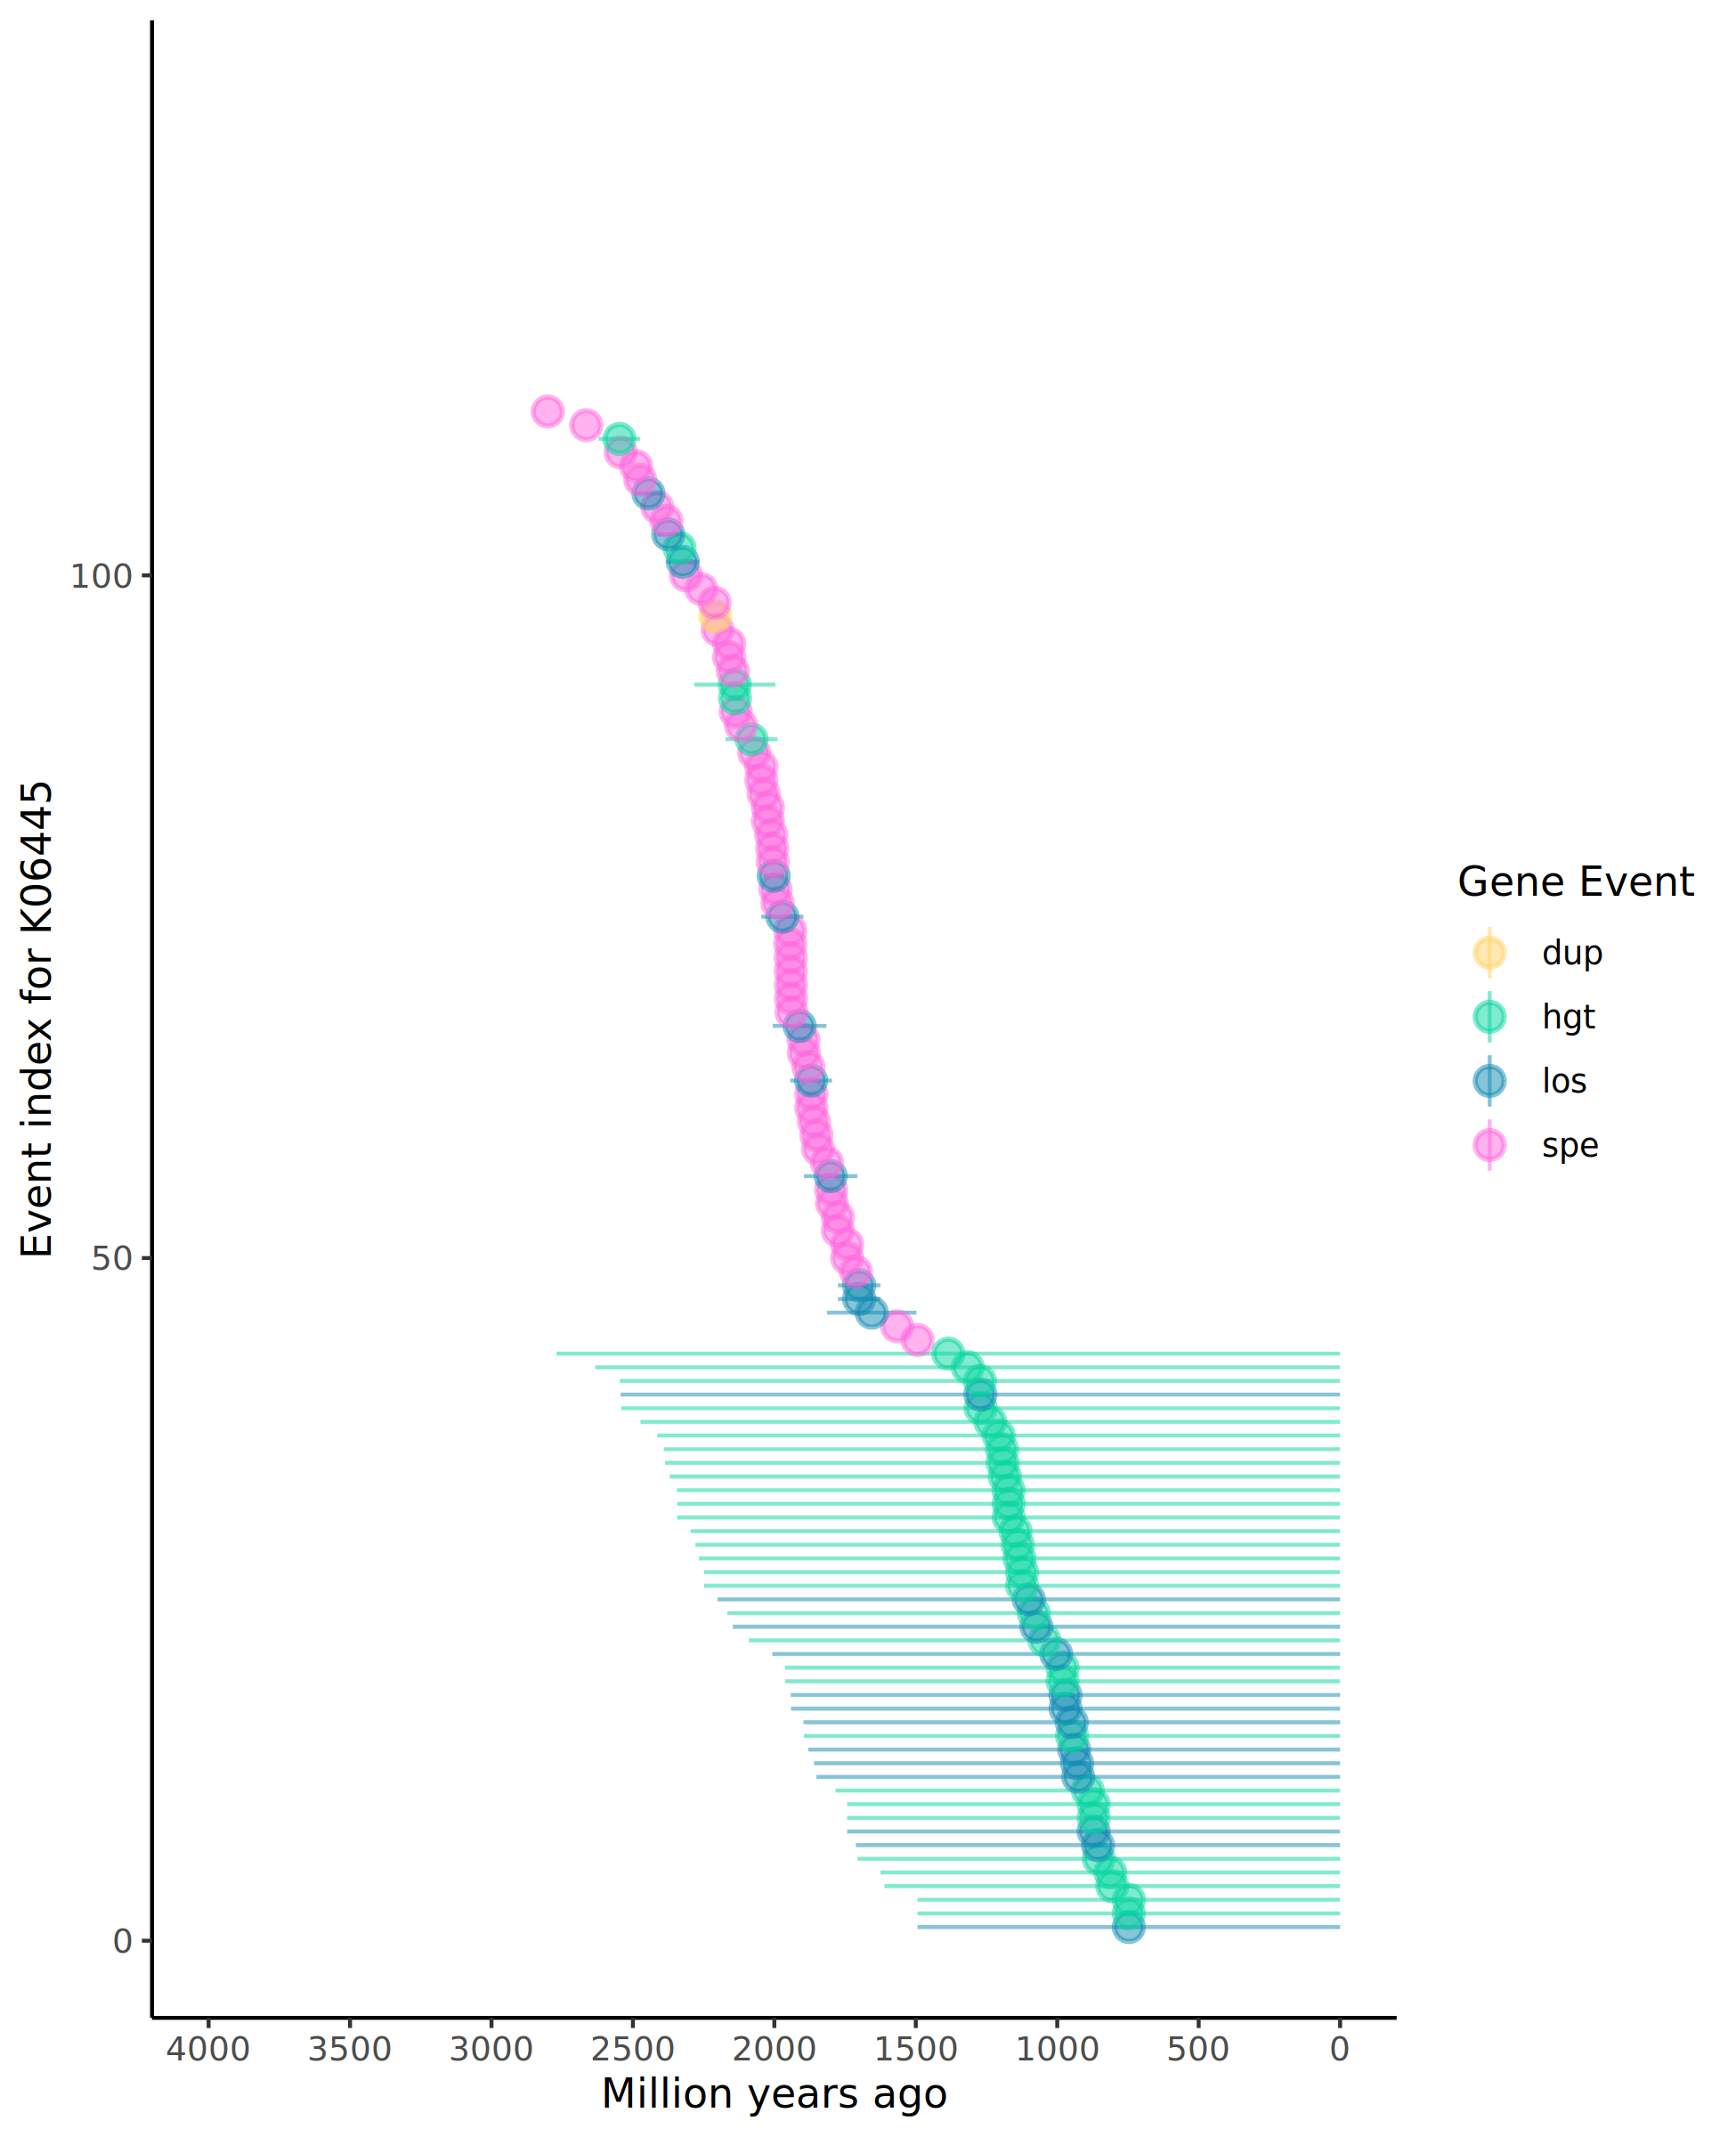 Event index for K06445
100
50
0
4000 3500 3000 2500 2000 1500 1000 500 0
Million years ago
Gene Event
dup
hgt
los
spe